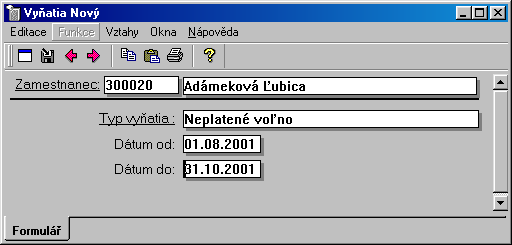 Vyňatia Nový
Editace Funkce Vztahy Okna Nápověda
Zamestnanec: 300020 Adámeková Ľubica
Typ vyňatia : Neplatené voľno
Dátum od: 01.08.2001
Dátum do: 31.10.2001
Formulář